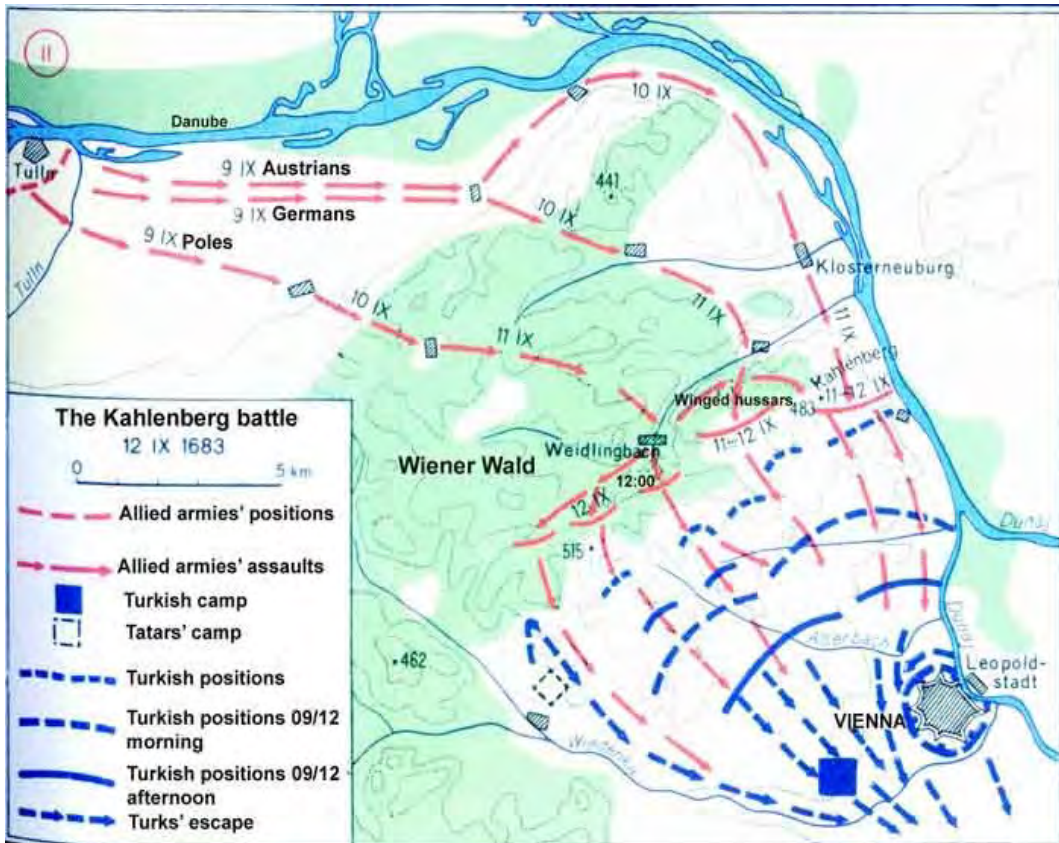 II
Danube
Tulln
9 IX Austrians
9 IX Germans
9 IX Poles
Tulln
10 IX
10 IX
10 IX
441
Klosterneuburg
11 IX
11 IX
11 IX
Kahlenberg
Winged hussars
483
11-12 IX
11-12 IX
Weidlingbach
Wiener Wald
12:00
12 IX
515
462
Alserbach
Dunaj
Dunaj
Leopold-
stadt
VIENNA
The Kahlenberg battle
12 IX 1683
0 5 km
Allied armies' positions
Allied armies' assaults
Turkish camp
Tatars' camp
Turkish positions
Turkish positions 09/12
morning
Turkish positions 09/12
afternoon
Turks' escape